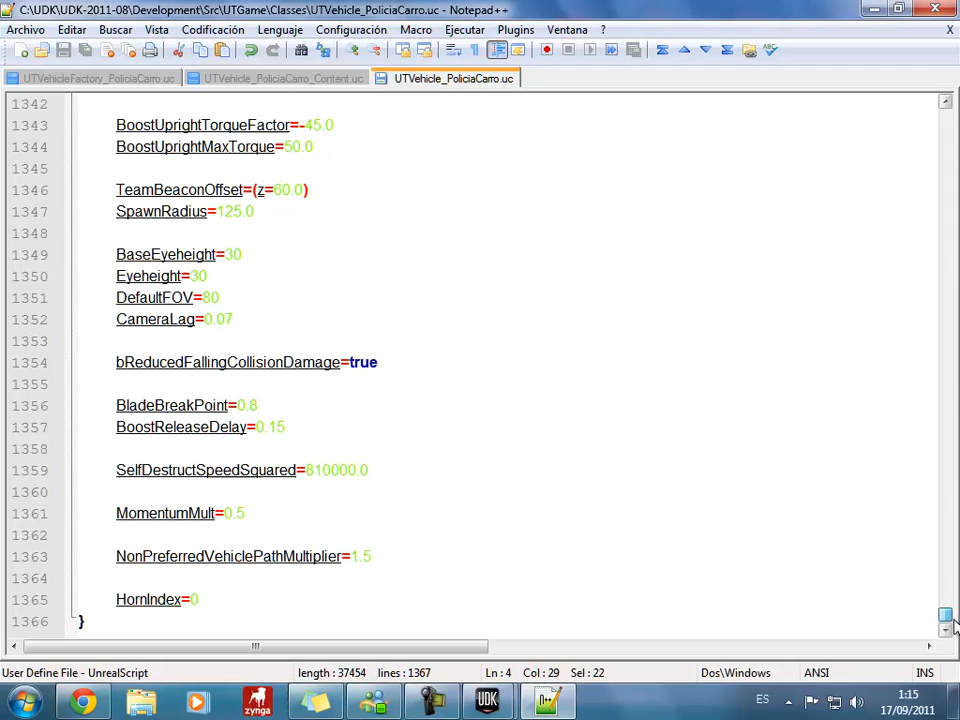 C:\UDK\UDK-2011-08\Development\Src\UTGame\Classes\UTVehicle_PoliciaCarro.uc - Notepad++
Archivo Editar Buscar Vista Codificación Lenguaje Configuración Macro Ejecutar Plugins Ventana ? X
UTVehicleFactory_PoliciaCarro.uc UTVehicle_PoliciaCarro_Content.uc UTVehicle_PoliciaCarro.uc
1342
1343 BoostUprightTorqueFactor=-45.0
1344 BoostUprightMaxTorque=50.0
1345
1346 TeamBeaconOffset=(z=60.0)
1347 SpawnRadius=125.0
1348
1349 BaseEyeheight=30
1350 Eyeheight=30
1351 DefaultFOV=80
1352 CameraLag=0.07
1353
1354 bReducedFallingCollisionDamage=true
1355
1356 BladeBreakPoint=0.8
1357 BoostReleaseDelay=0.15
1358
1359 SelfDestructSpeedSquared=810000.0
1360
1361 MomentumMult=0.5
1362
1363 NonPreferredVehiclePathMultiplier=1.5
1364
1365 HornIndex=0
1366 }
User Define File - UnrealScript length : 37454 lines : 1367 Ln : 4 Col : 29 Sel : 22 Dos\Windows ANSI INS
zynga UDK ES 1:15
17/09/2011